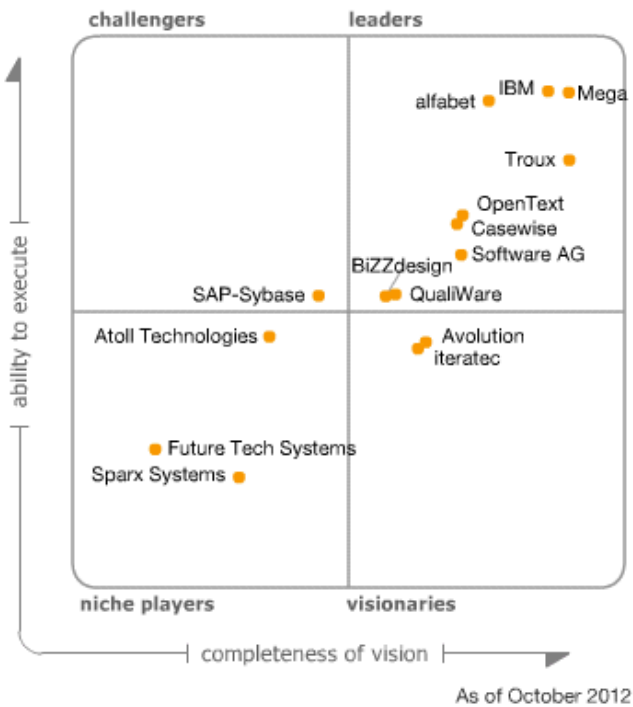 challengers
leaders
IBM
Mega
alfabet
Troux
OpenText
Casewise
Software AG
BiZZdesign
SAP-Sybase
QualiWare
Atoll Technologies
Avolution
iteratec
Future Tech Systems
Sparx Systems
niche players
visionaries
ability to execute
completeness of vision
As of October 2012